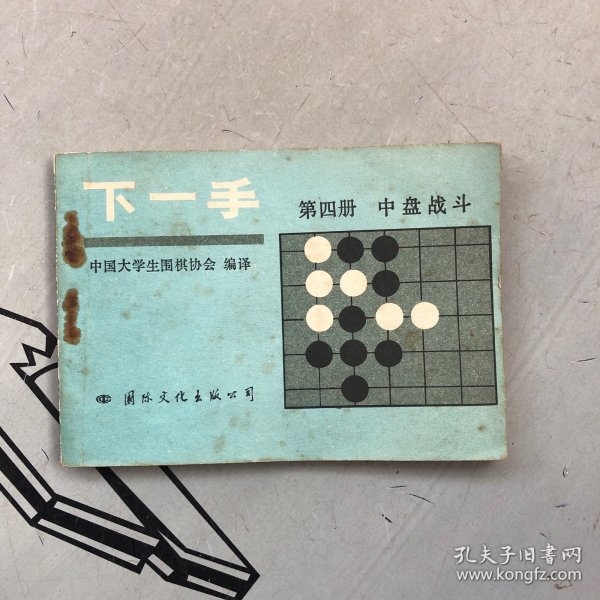 下一手
第四册 中盘战斗
中国大学生围棋协会 编译
国际文化出版公司
孔夫子旧书网
www.kongfz.com